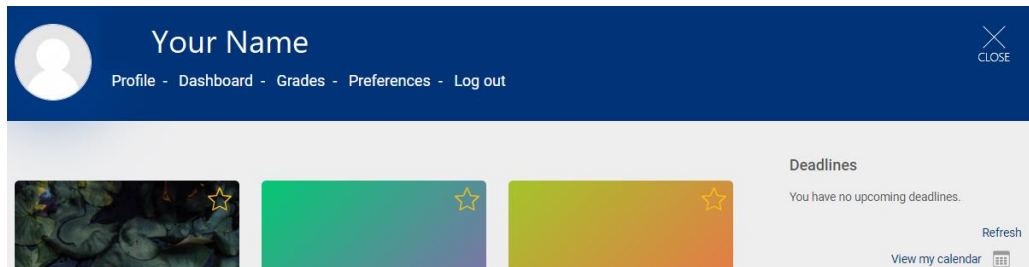 Your Name
CLOSE
Profile - Dashboard - Grades - Preferences - Log out
Deadlines
You have no upcoming deadlines.
Refresh
View my calendar